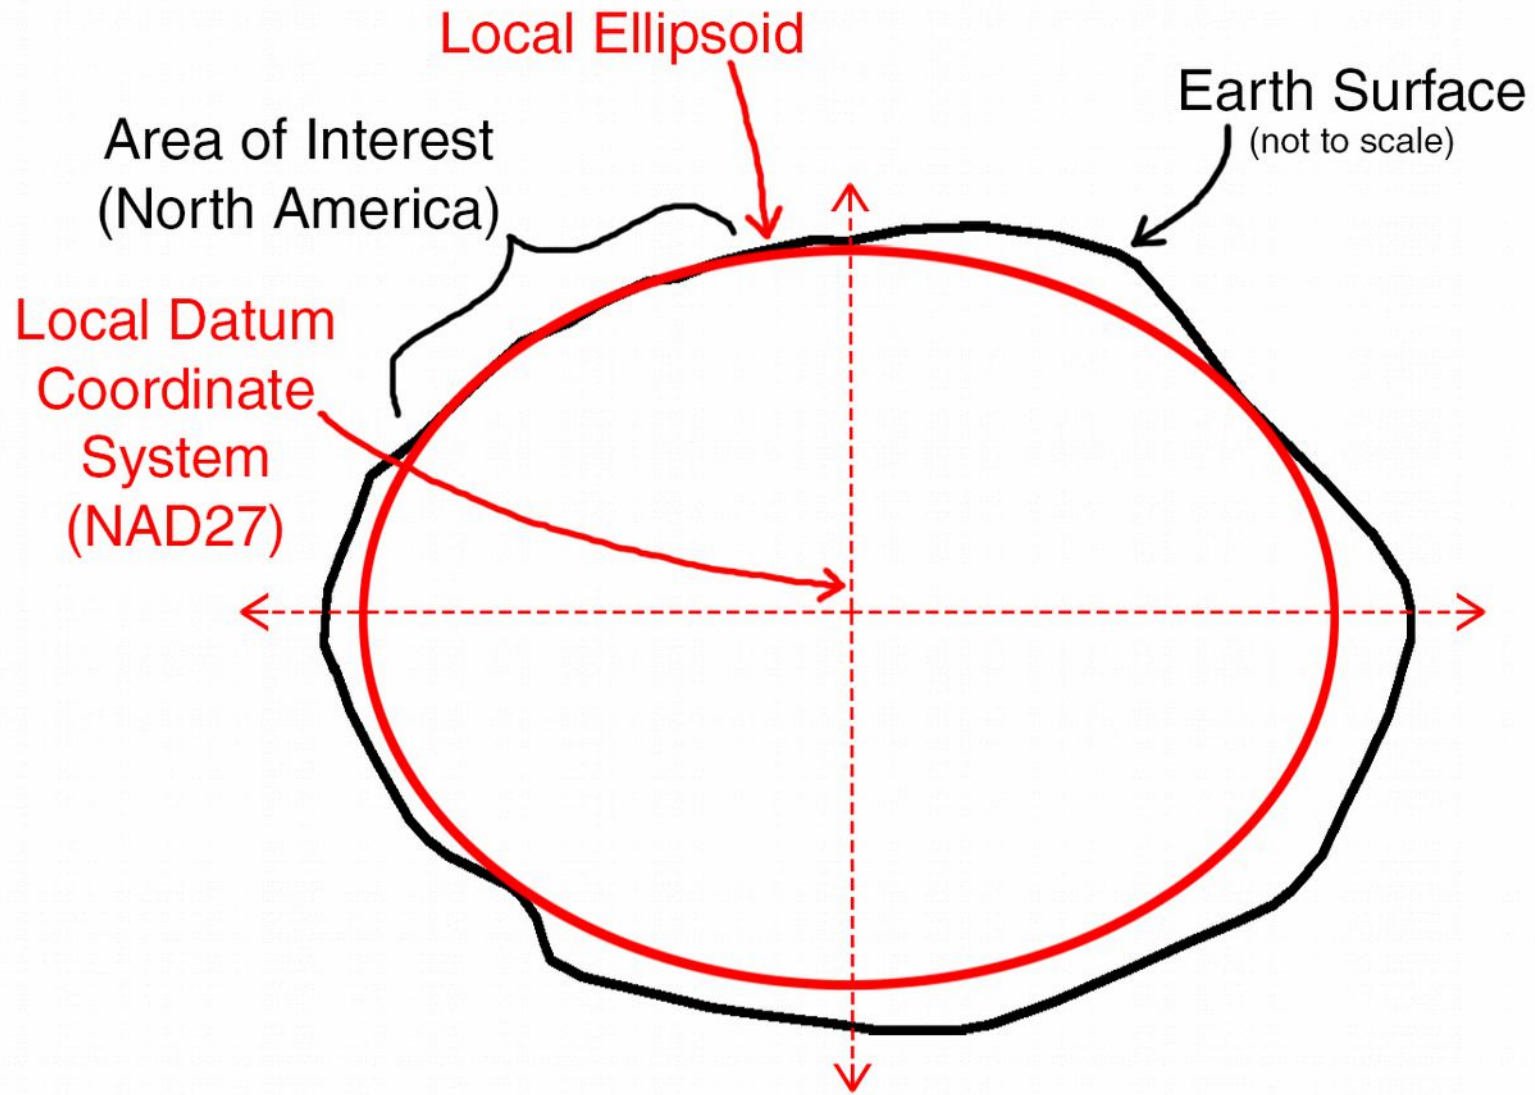 Local Ellipsoid
Earth Surface
(not to scale)
Area of Interest
(North America)
Local Datum
Coordinate
System
(NAD27)